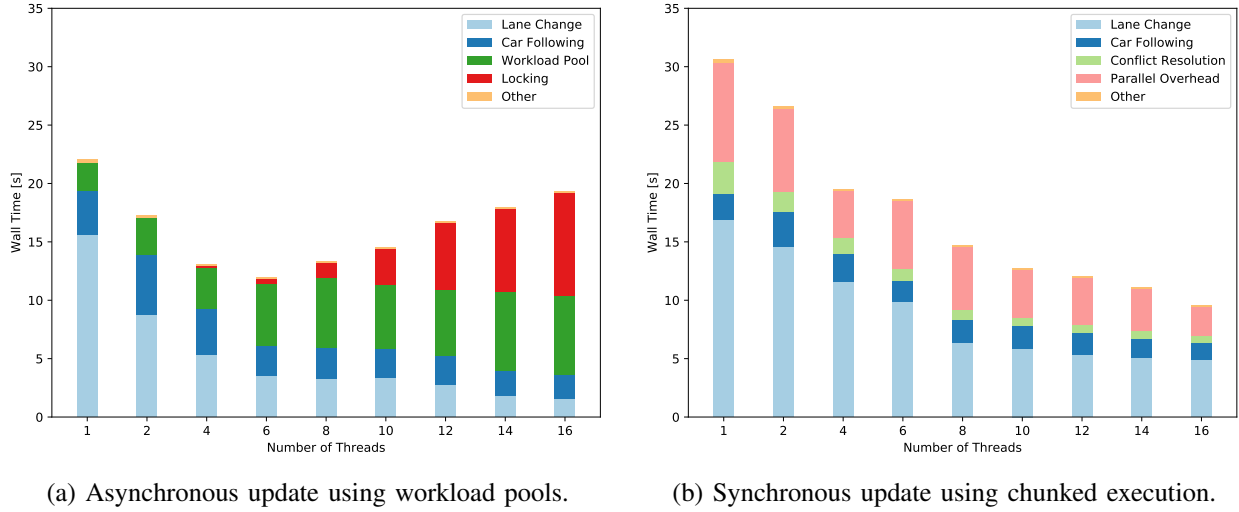 35
30
25
20
15
10
5
0
Wall Time [s]
Lane Change
Car Following
Workload Pool
Locking
Other
1 2 4 6 8 10 12 14 16
Number of Threads
(a) Asynchronous update using workload pools.
35
30
25
20
15
10
5
0
Wall Time [s]
Lane Change
Car Following
Conflict Resolution
Parallel Overhead
Other
1 2 4 6 8 10 12 14 16
Number of Threads
(b) Synchronous update using chunked execution.